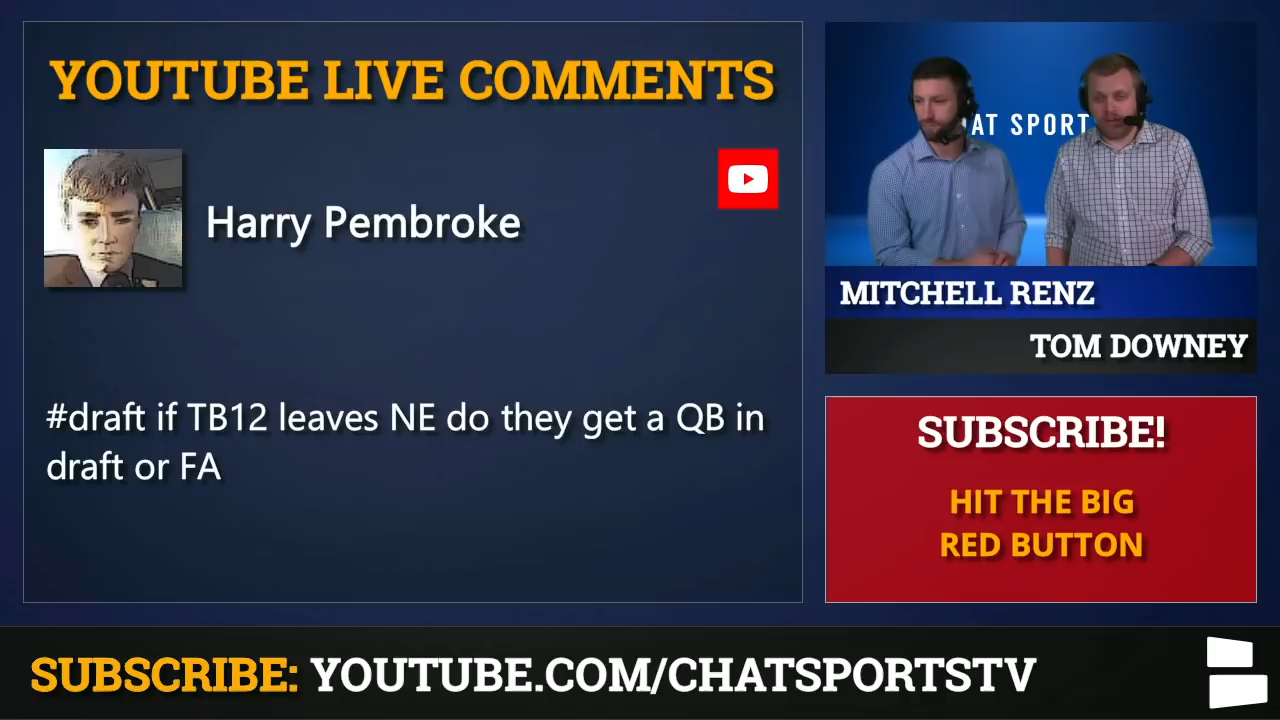 YOUTUBE LIVE COMMENTS
Harry Pembroke
#draft if TB12 leaves NE do they get a QB in
draft or FA
AT SPORT
MITCHELL RENZ
TOM DOWNEY
SUBSCRIBE!
HIT THE BIG
RED BUTTON
SUBSCRIBE: YOUTUBE.COM/CHATSPORTSTV